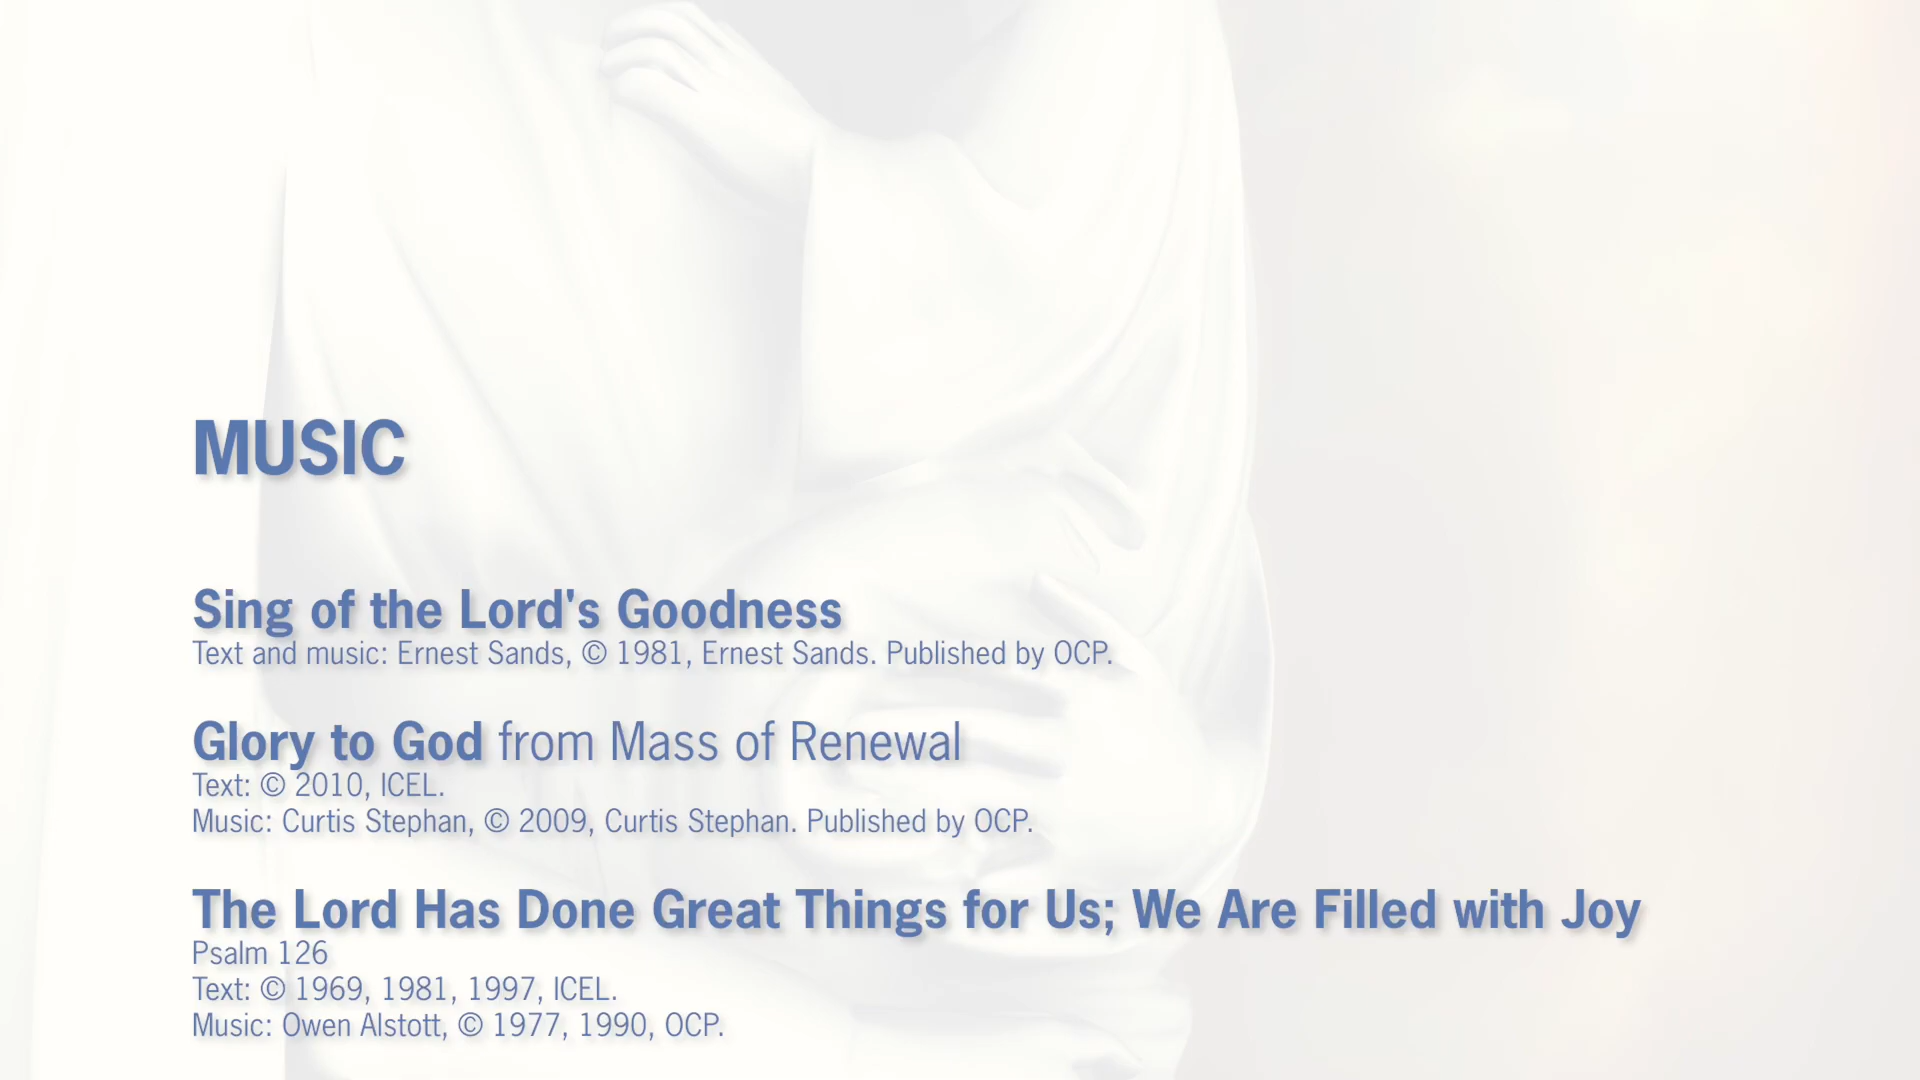 MUSIC
Sing of the Lord's Goodness
Text and music: Ernest Sands, © 1981, Ernest Sands. Published by OCP.
Glory to God from Mass of Renewal
Text: © 2010, ICEL.
Music: Curtis Stephan, © 2009, Curtis Stephan. Published by OCP.
The Lord Has Done Great Things for Us; We Are Filled with Joy
Psalm 126
Text: © 1969, 1981, 1997, ICEL.
Music: Owen Alstott, © 1977, 1990, OCP.